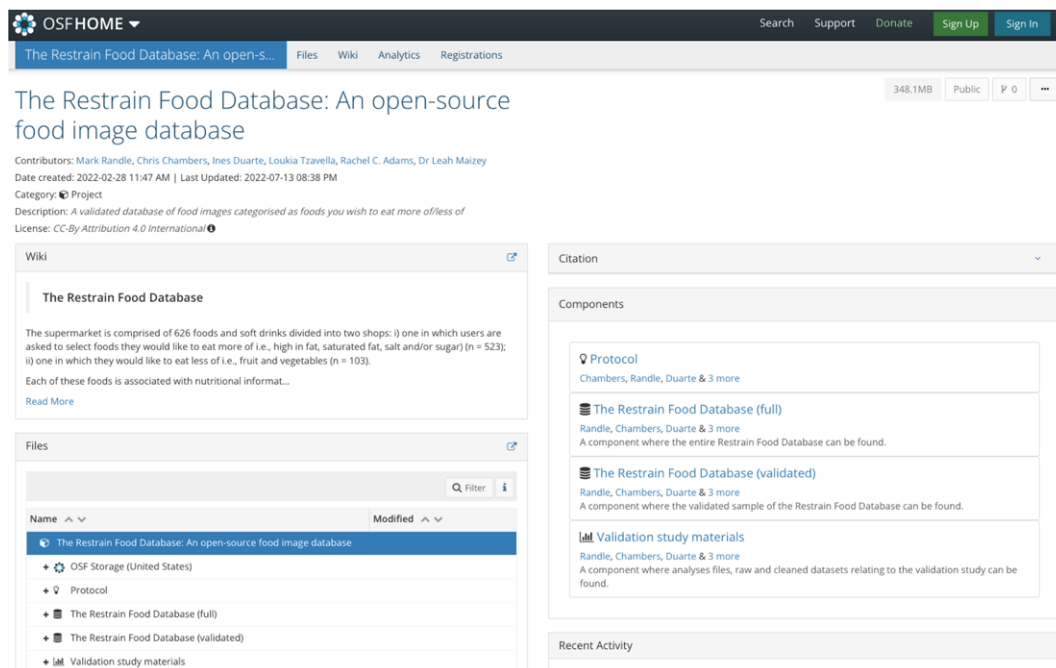 OSFHOME
Search Support Donate Sign Up Sign In
The Restrain Food Database: An open-s... Files Wiki Analytics Registrations
348.1MB Public 0 ...
The Restrain Food Database: An open-source
food image database
Contributors: Mark Randle, Chris Chambers, Ines Duarte, Loukia Tzavella, Rachel C. Adams, Dr Leah Maizey
Date created: 2022-02-28 11:47 AM | Last Updated: 2022-07-13 08:38 PM
Category: Project
Description: A validated database of food images categorised as foods you wish to eat more of/less of
License: CC-By Attribution 4.0 International
Wiki
The Restrain Food Database
The supermarket is comprised of 626 foods and soft drinks divided into two shops: i) one in which users are
asked to select foods they would like to eat more of i.e., high in fat, saturated fat, salt and/or sugar) (n = 523);
ii) one in which they would like to eat less of i.e., fruit and vegetables (n = 103).
Each of these foods is associated with nutritional informat...
Read More
Files
Filter i
Name Modified
The Restrain Food Database: An open-source food image database
+ OSF Storage (United States)
+ Protocol
+ The Restrain Food Database (full)
+ The Restrain Food Database (validated)
+ Validation study materials
Citation
Components
Protocol
Chambers, Randle, Duarte & 3 more
The Restrain Food Database (full)
Randle, Chambers, Duarte & 3 more
A component where the entire Restrain Food Database can be found.
The Restrain Food Database (validated)
Randle, Chambers, Duarte & 3 more
A component where the validated sample of the Restrain Food Database can be found.
Validation study materials
Randle, Chambers, Duarte & 3 more
A component where analyses files, raw and cleaned datasets relating to the validation study can be
found.
Recent Activity